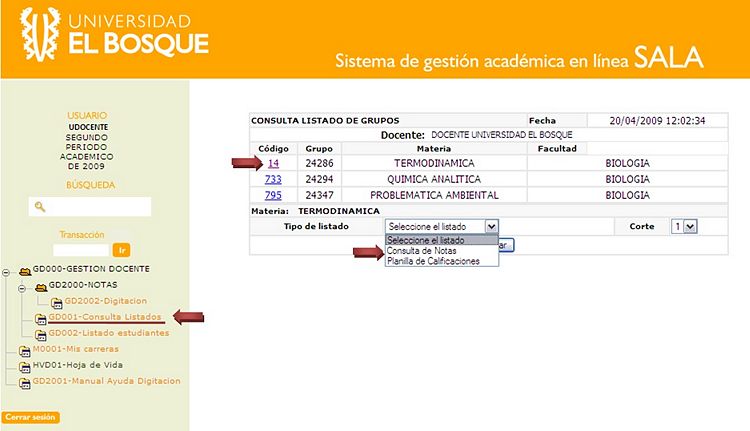 UNIVERSIDAD
EL BOSQUE
Sistema de gestión académica en línea SALA
USUARIO
UDOCENTE
SEGUNDO
PERIODO
ACADEMICO
DE 2009
BÚSQUEDA
Transacción
Ir
GD000-GESTION DOCENTE
GD2000-NOTAS
GD2002-Digitacion
GD001-Consulta Listados
GD002-Listado estudiantes
M0001-Mis carreras
HVD01-Hoja de Vida
GD2001-Manual Ayuda Digitacion
Cerrar sesión
CONSULTA LISTADO DE GRUPOS Fecha 20/04/2009 12:02:34
Docente: DOCENTE UNIVERSIDAD EL BOSQUE
Código Grupo Materia Facultad
14 24286 TERMODINAMICA BIOLOGIA
733 24294 QUIMICA ANALITICA BIOLOGIA
795 24347 PROBLEMATICA AMBIENTAL BIOLOGIA
Materia: TERMODINAMICA
Tipo de listado Seleccione el listado Corte 1
Seleccione el listado
Consulta de Notas
Planilla de Calificaciones